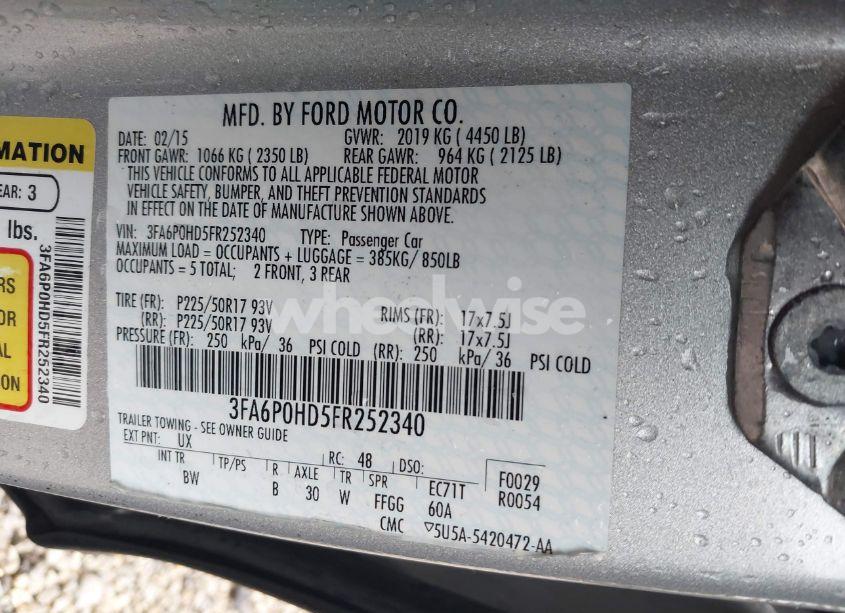 MFD. BY FORD MOTOR CO.
DATE: 02/15 GVWR: 2019 KG ( 4450 LB)
FRONT GAWR: 1066 KG ( 2350 LB) REAR GAWR: 964 KG ( 2125 LB)
THIS VEHICLE CONFORMS TO ALL APPLICABLE FEDERAL MOTOR
VEHICLE SAFETY, BUMPER, AND THEFT PREVENTION STANDARDS
IN EFFECT ON THE DATE OF MANUFACTURE SHOWN ABOVE.
VIN: 3FA6P0HD5FR252340 TYPE: Passenger Car
MAXIMUM LOAD = OCCUPANTS + LUGGAGE = 385KG/ 850LB
OCCUPANTS = 5 TOTAL; 2 FRONT, 3 REAR
TIRE (FR): P225/50R17 93V RIMS (FR): 17x7.5J
(RR): P225/50R17 93V (RR): 17x7.5J
PRESSURE (FR): 250 kPa/ 36 PSI COLD (RR): 250 kPa/ 36 PSI COLD
3FA6P0HD5FR252340
TRAILER TOWING - SEE OWNER GUIDE
EXT PNT: UX RC: 48 DSO:
INT TR TP/PS R AXLE TR SPR EC71T F0029
BW B 30 W FFGG 60A R0054
CMC ▽5U5A-5420472-AA
MATION
EAR: 3
lbs.
3FA6P0HD5FR252340
RS
OR
AL
ION
wheelwise